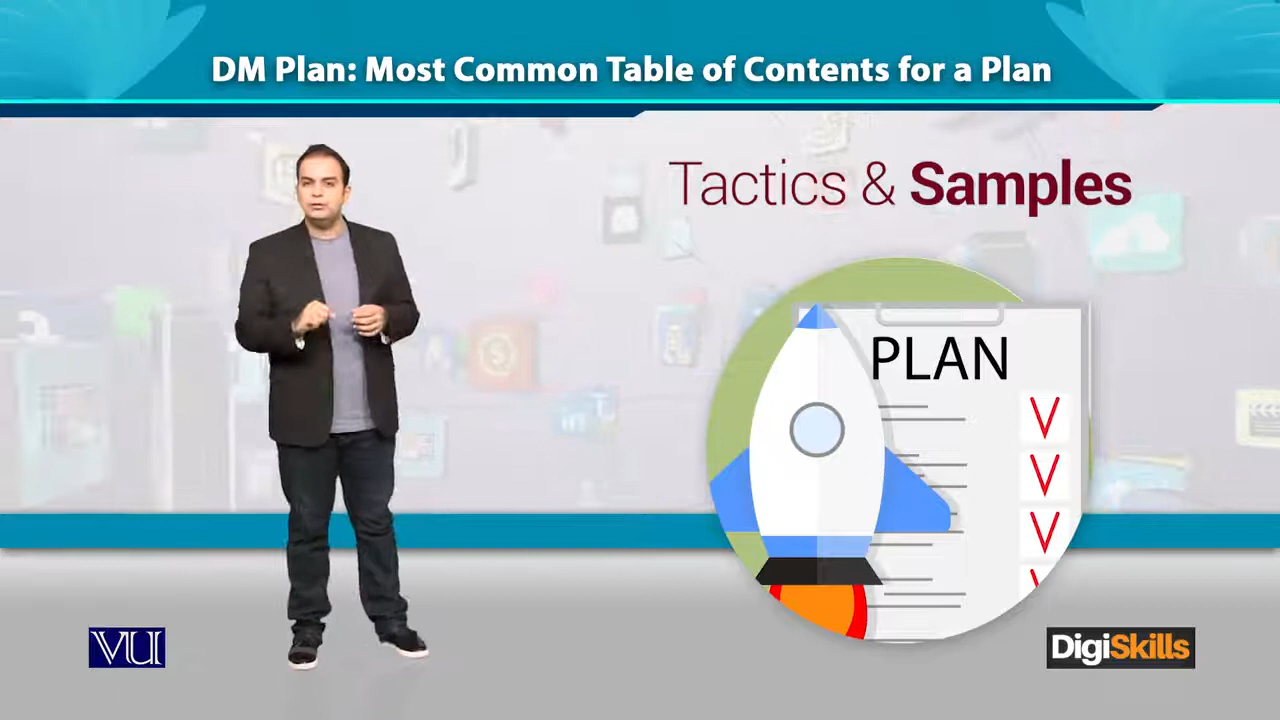 DM Plan: Most Common Table of Contents for a Plan
Tactics & Samples
PLAN
VU
DigiSkills